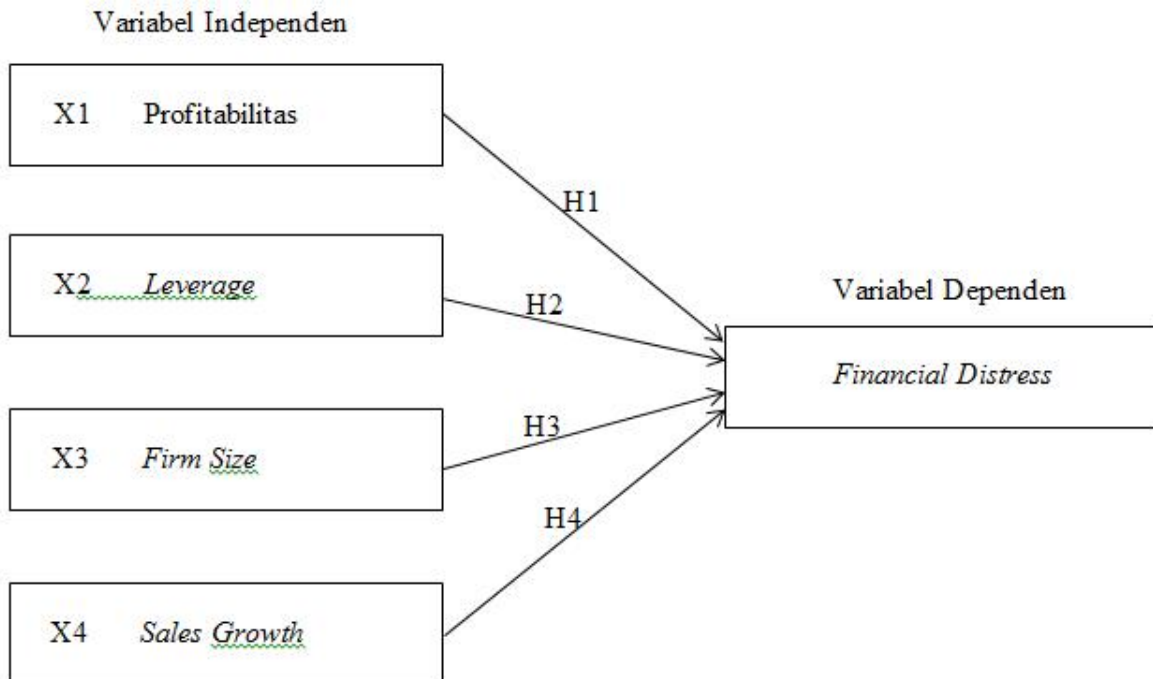 Variabel Independen
X1 Profitabilitas
H1
X2 Leverage
Variabel Dependen
H2
Financial Distress
H3
X3 Firm Size
H4
X4 Sales Growth